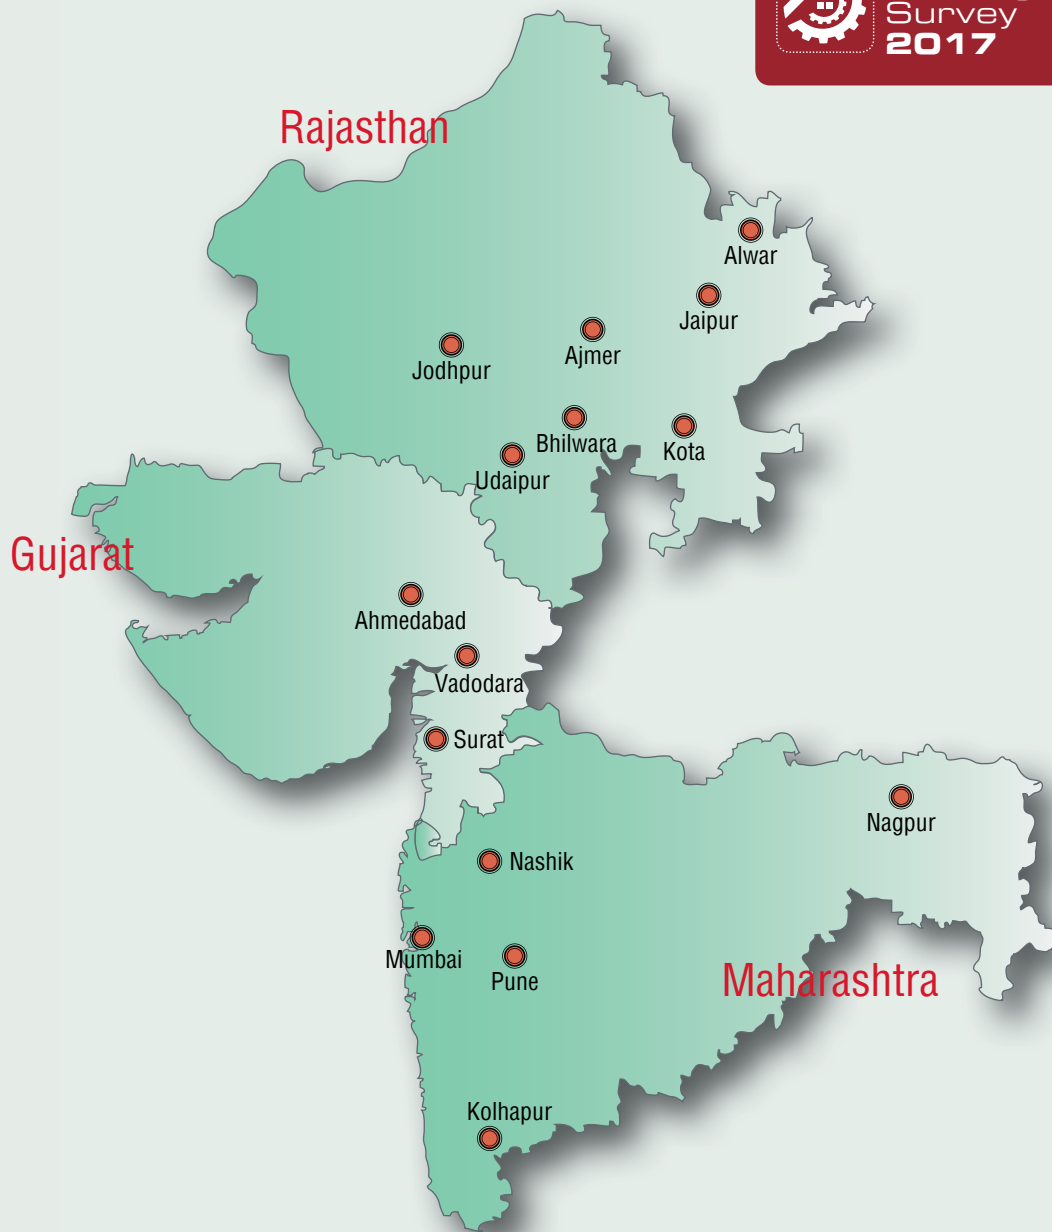 Survey
2017
Rajasthan
Alwar
Jaipur
Ajmer
Jodhpur
Bhilwara
Kota
Udaipur
Gujarat
Ahmedabad
Vadodara
Surat
Nagpur
Nashik
Mumbai
Pune
Maharashtra
Kolhapur